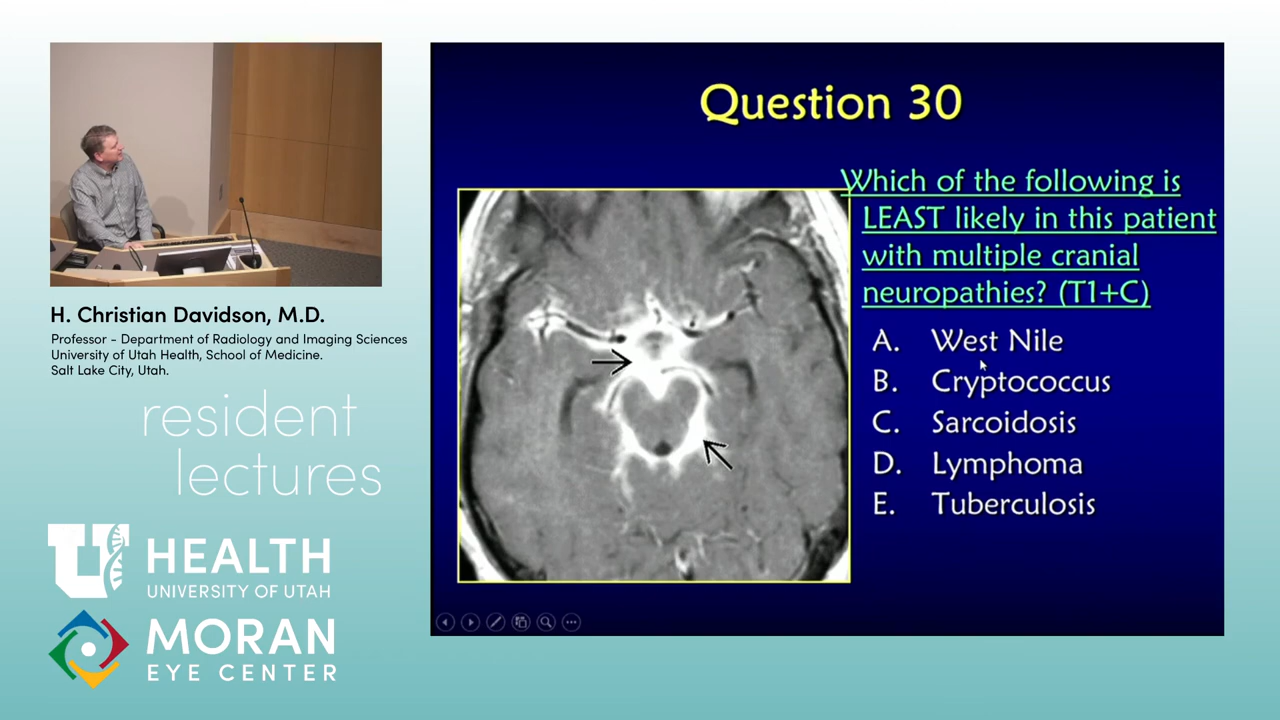 Question 30
Which of the following is
LEAST likely in this patient
with multiple cranial
neuropathies? (T1+C)
A. West Nile
B. Cryptococcus
C. Sarcoidosis
D. Lymphoma
E. Tuberculosis
H. Christian Davidson, M.D.
Professor - Department of Radiology and Imaging Sciences
University of Utah Health, School of Medicine.
Salt Lake City, Utah.
resident
lectures
U HEALTH
UNIVERSITY OF UTAH
MORAN
EYE CENTER